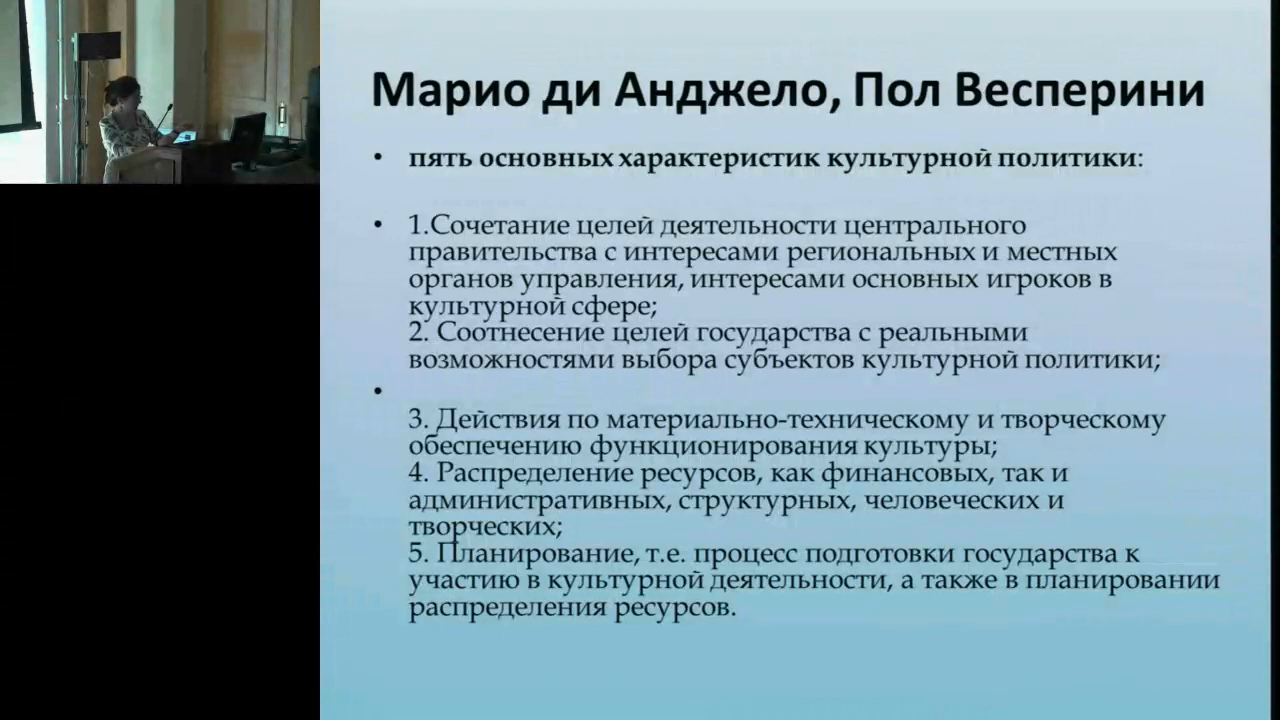 Марио ди Анджело, Пол Весперини
• пять основных характеристик культурной политики:
• 1.Сочетание целей деятельности центрального
правительства с интересами региональных и местных
органов управления, интересами основных игроков в
культурной сфере;
2. Соотнесение целей государства с реальными
возможностями выбора субъектов культурной политики;
•
3. Действия по материально-техническому и творческому
обеспечению функционирования культуры;
4. Распределение ресурсов, как финансовых, так и
административных, структурных, человеческих и
творческих;
5. Планирование, т.е. процесс подготовки государства к
участию в культурной деятельности, а также в планировании
распределения ресурсов.